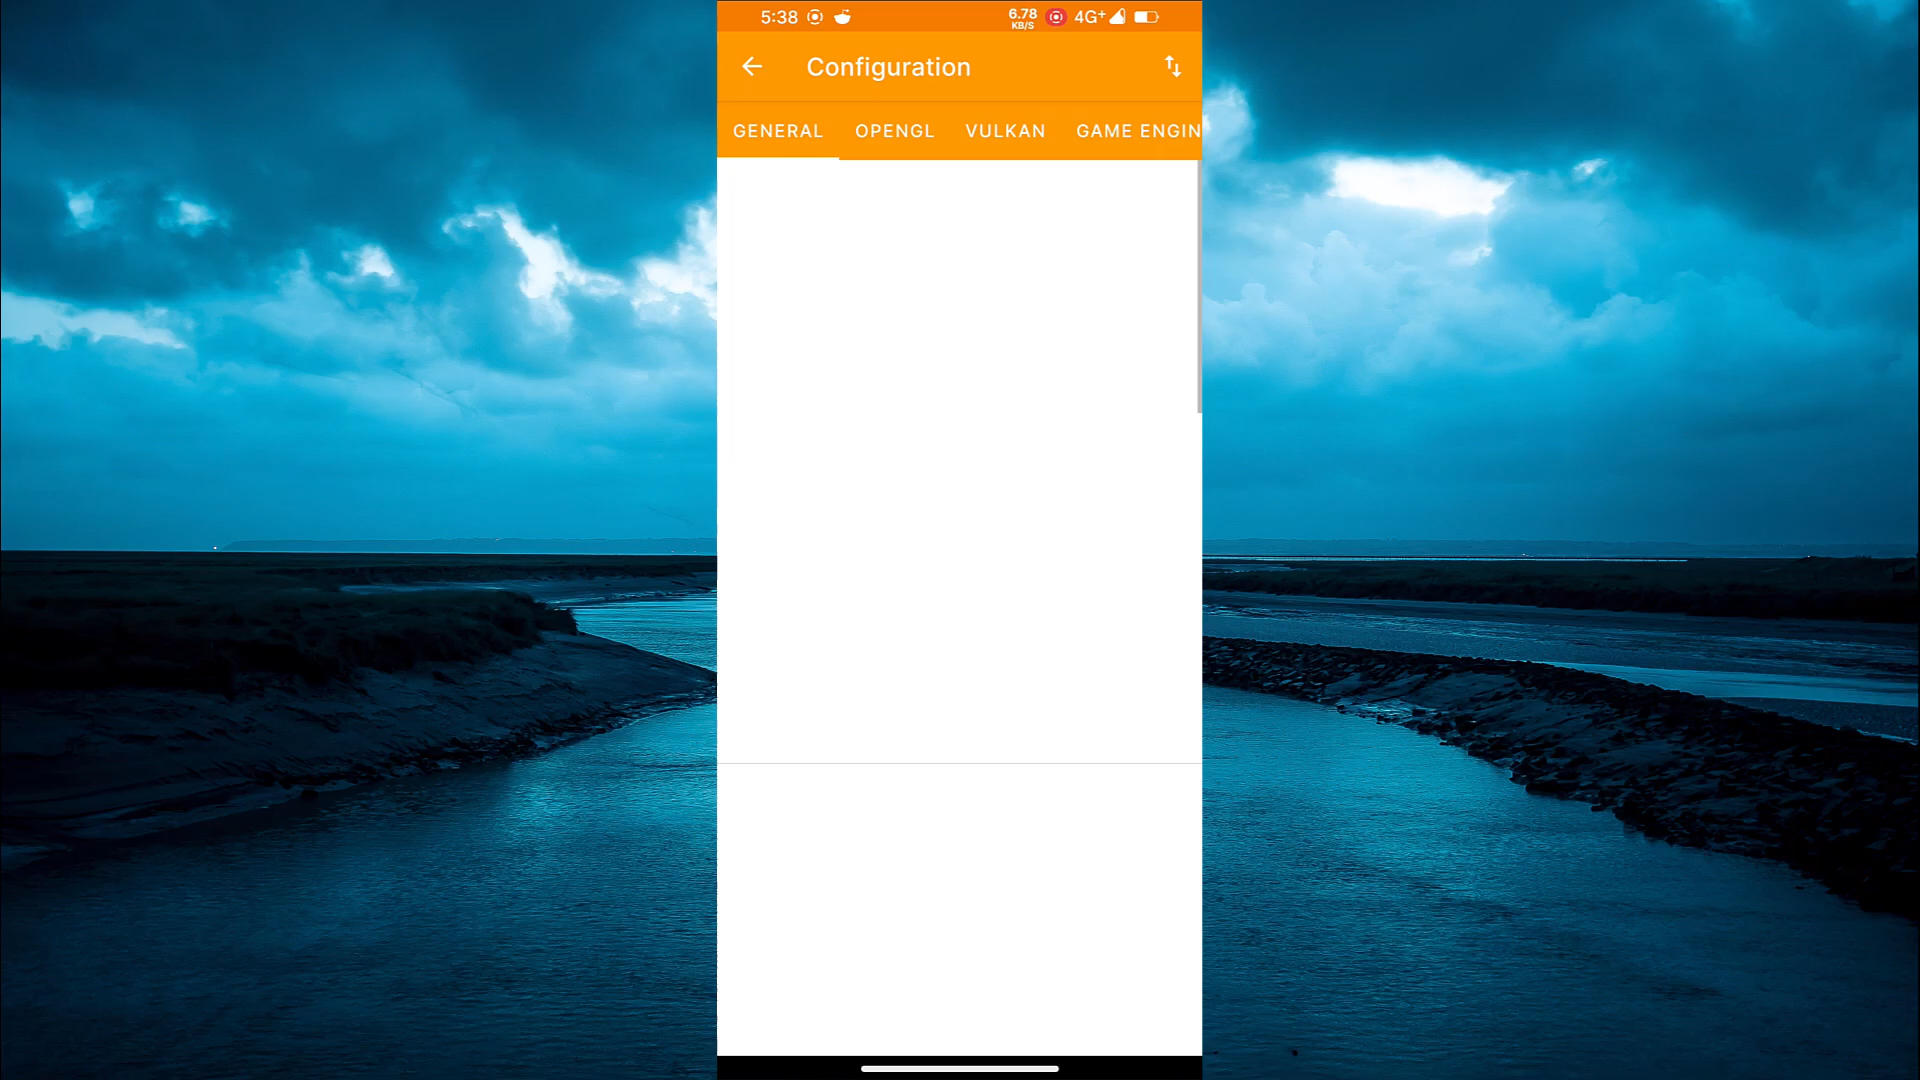 5:38
6.78
KB/S
4G+
Configuration
GENERAL
OPENGL
VULKAN
GAME ENGIN